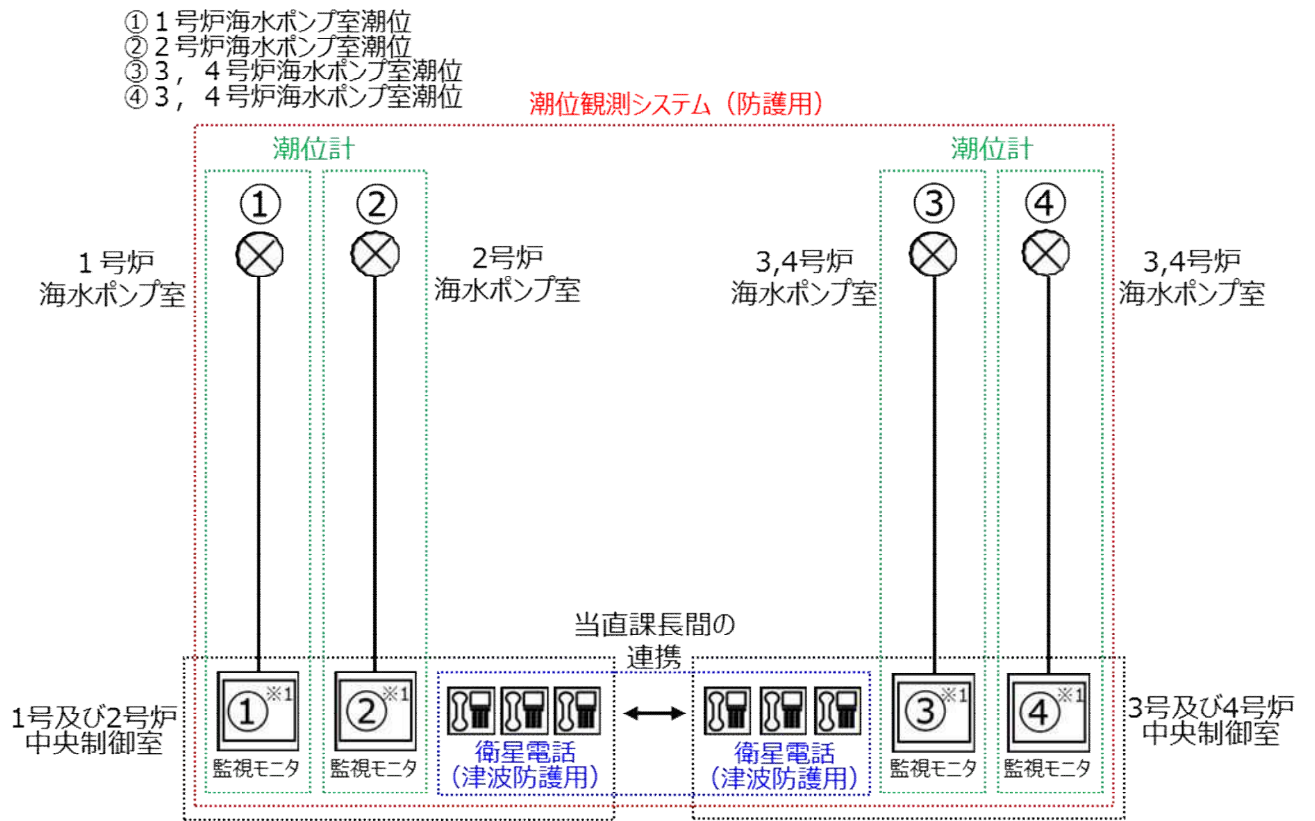 ①１号炉海水ポンプ室潮位
②２号炉海水ポンプ室潮位
③３，４号炉海水ポンプ室潮位
④３，４号炉海水ポンプ室潮位
潮位観測システム（防護用）
潮位計
潮位計
①
②
③
④
１号炉
海水ポンプ室
2号炉
海水ポンプ室
3,4号炉
海水ポンプ室
3,4号炉
海水ポンプ室
当直課長間の
連携
1号及び2号炉
中央制御室
①※1
監視モニタ
②※1
監視モニタ
衛星電話
（津波防護用）
衛星電話
（津波防護用）
③※1
監視モニタ
④※1
監視モニタ
3号及び4号炉
中央制御室